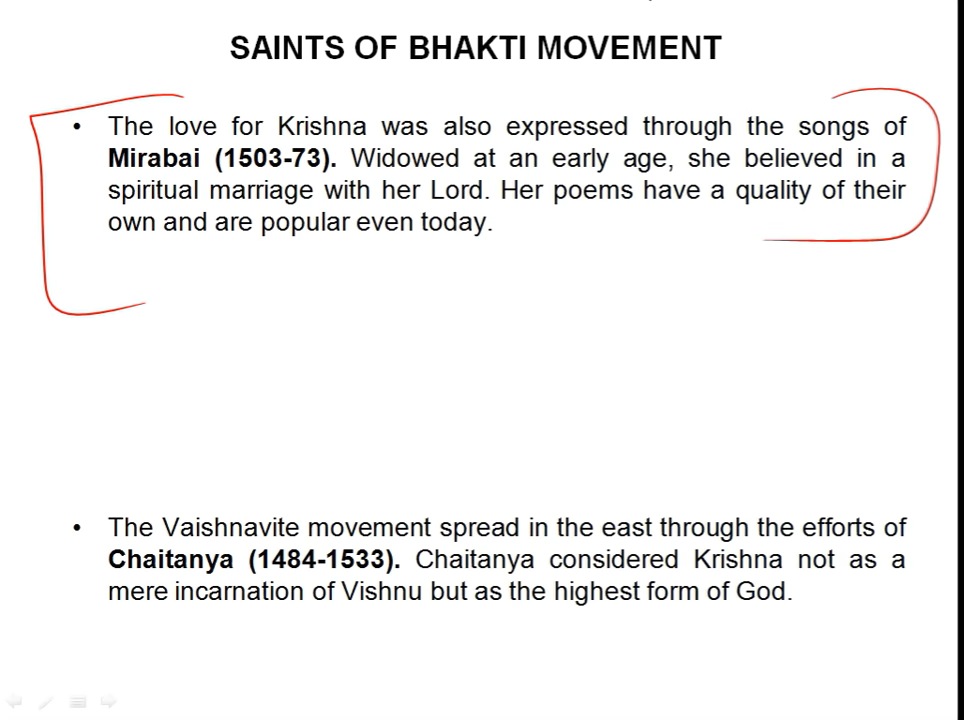 SAINTS OF BHAKTI MOVEMENT
• The love for Krishna was also expressed through the songs of
Mirabai (1503-73). Widowed at an early age, she believed in a
spiritual marriage with her Lord. Her poems have a quality of their
own and are popular even today.
• The Vaishnavite movement spread in the east through the efforts of
Chaitanya (1484-1533). Chaitanya considered Krishna not as a
mere incarnation of Vishnu but as the highest form of God.